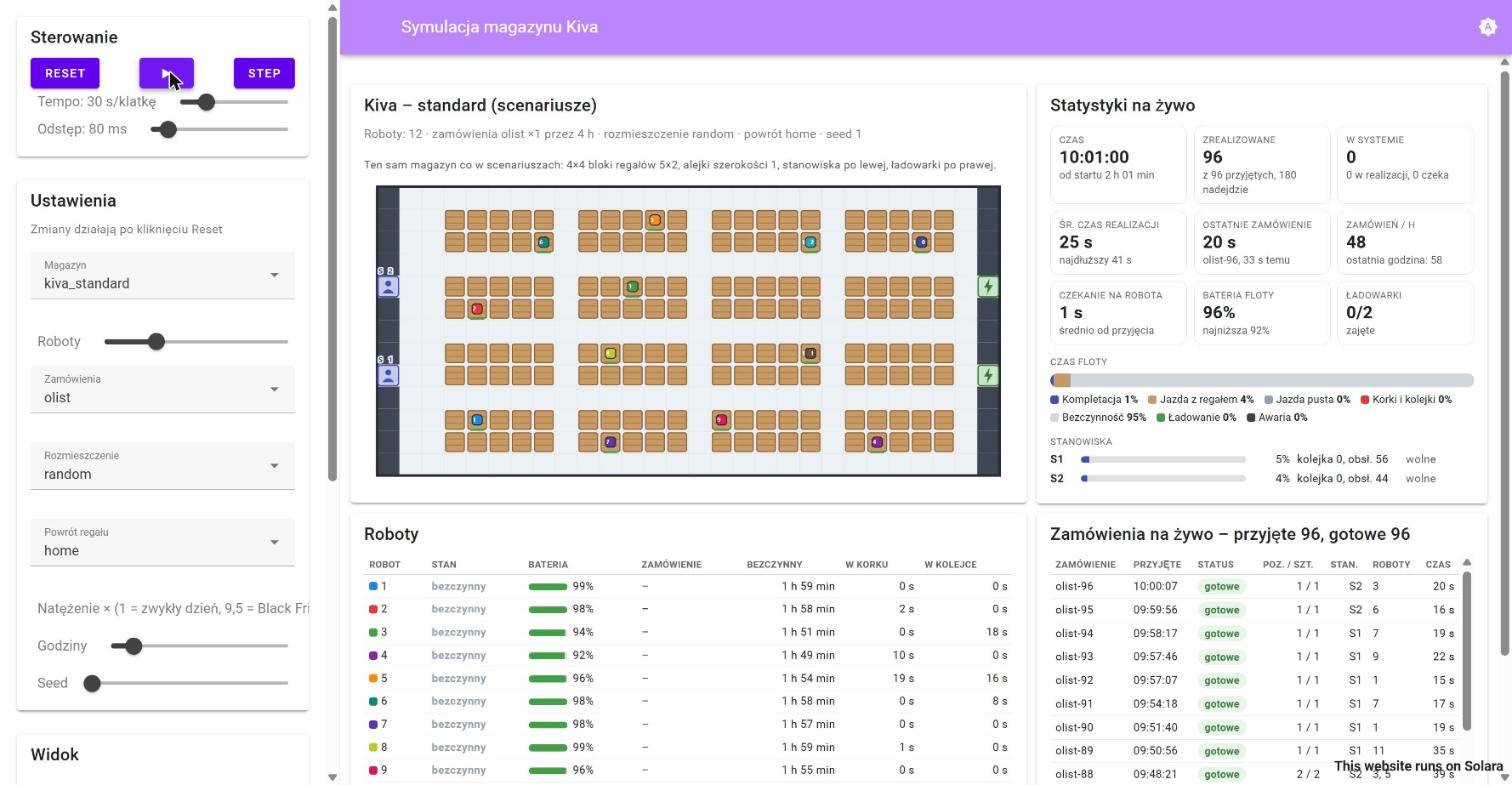 Sterowanie
RESET
STEP
Tempo: 30 s/klatkę
Odstęp: 80 ms
Ustawienia
Zmiany działają po kliknięciu Reset
Magazyn
kiva_standard
Roboty
Zamówienia
olist
Rozmieszczenie
random
Powrót regału
home
Natężenie × (1 = zwykły dzień, 9,5 = Black Fri
Godziny
Seed
Widok
Symulacja magazynu Kiva
A
Kiva – standard (scenariusze)
Roboty: 12 · zamówienia olist ×1 przez 4 h · rozmieszczenie random · powrót home · seed 1
Ten sam magazyn co w scenariuszach: 4×4 bloki regałów 5×2, alejki szerokości 1, stanowiska po lewej, ładowarki po prawej.
S 2
S 1
Statystyki na żywo
CZAS
10:01:00
od startu 2 h 01 min
ZREALIZOWANE
96
z 96 przyjętych, 180
nadejdzie
W SYSTEMIE
0
0 w realizacji, 0 czeka
ŚR. CZAS REALIZACJI
25 s
najdłuższy 41 s
OSTATNIE ZAMÓWIENIE
20 s
olist-96, 33 s temu
ZAMÓWIEŃ / H
48
ostatnia godzina: 58
CZEKANIE NA ROBOTA
1 s
średnio od przyjęcia
BATERIA FLOTY
96%
najniższa 92%
ŁADOWARKI
0/2
zajęte
CZAS FLOTY
Kompletacja 1% Jazda z regałem 4% Jazda pusta 0% Korki i kolejki 0%
Bezczynność 95% Ładowanie 0% Awaria 0%
STANOWISKA
S1 5% kolejka 0, obsł. 56 wolne
S2 4% kolejka 0, obsł. 44 wolne
Roboty
ROBOT STAN BATERIA ZAMÓWIENIE BEZCZYNNY W KORKU W KOLEJCE
1 bezczynny 99% – 1 h 59 min 0 s 0 s
2 bezczynny 98% – 1 h 58 min 2 s 0 s
3 bezczynny 94% – 1 h 51 min 0 s 18 s
4 bezczynny 92% – 1 h 49 min 10 s 0 s
5 bezczynny 96% – 1 h 54 min 19 s 16 s
6 bezczynny 98% – 1 h 58 min 0 s 8 s
7 bezczynny 98% – 1 h 57 min 0 s 0 s
8 bezczynny 99% – 1 h 59 min 1 s 0 s
9 bezczynny 96% – 1 h 55 min 0 s 0 s
Zamówienia na żywo – przyjęte 96, gotowe 96
ZAMÓWIENIE PRZYJĘTE STATUS POZ. / SZT. STAN. ROBOTY CZAS
olist-96 10:00:07 gotowe 1 / 1 S2 3 20 s
olist-95 09:59:56 gotowe 1 / 1 S2 6 16 s
olist-94 09:58:17 gotowe 1 / 1 S1 7 19 s
olist-93 09:57:46 gotowe 1 / 1 S1 9 22 s
olist-92 09:57:07 gotowe 1 / 1 S1 1 15 s
olist-91 09:54:18 gotowe 1 / 1 S1 7 17 s
olist-90 09:51:40 gotowe 1 / 1 S1 1 19 s
olist-89 09:50:56 gotowe 1 / 1 S1 11 35 s
olist-88 09:48:21 gotowe 2 / 2 S2 3, 5 39 s
This website runs on Solara